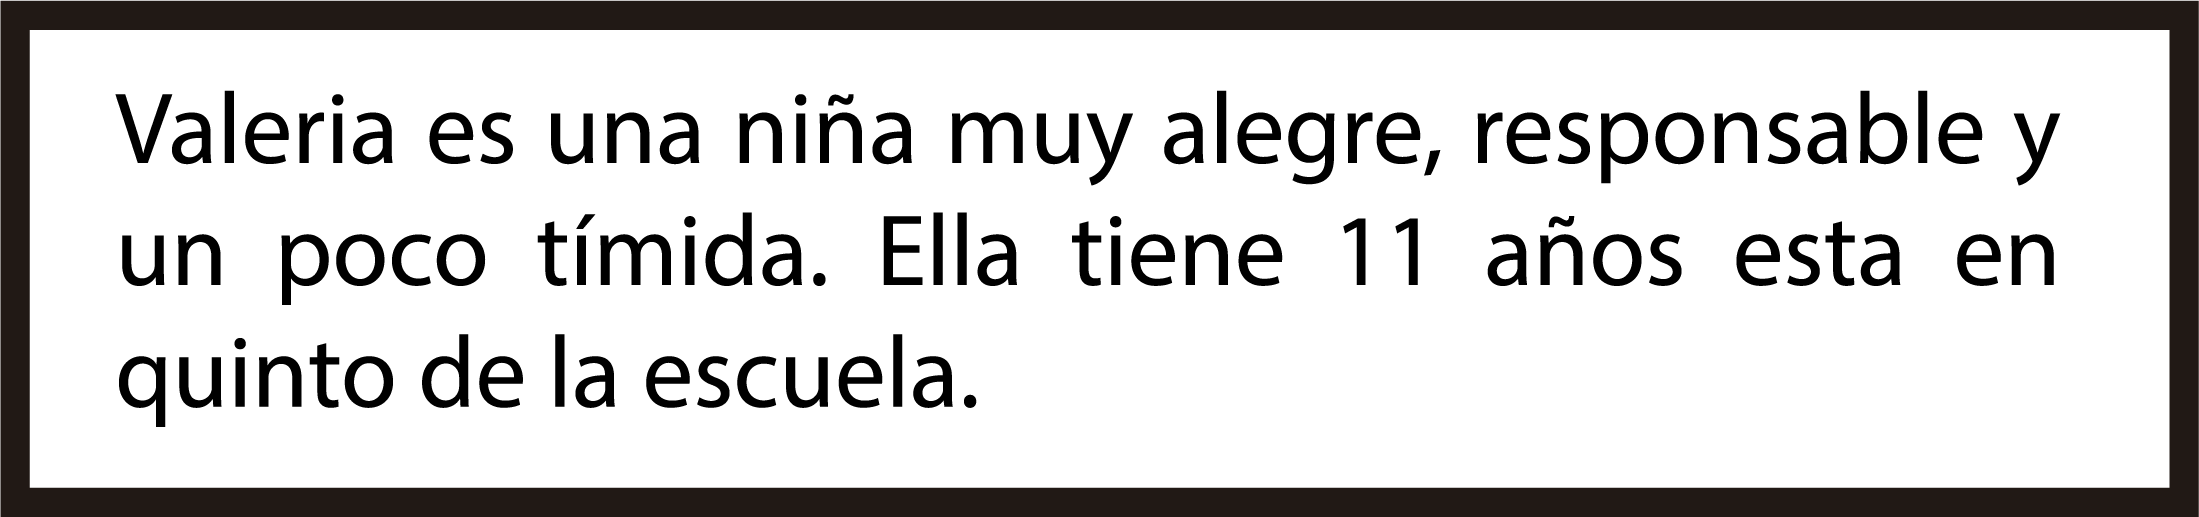 Valeria es una niña muy alegre, responsable y
un poco tímida. Ella tiene 11 años esta en
quinto de la escuela.